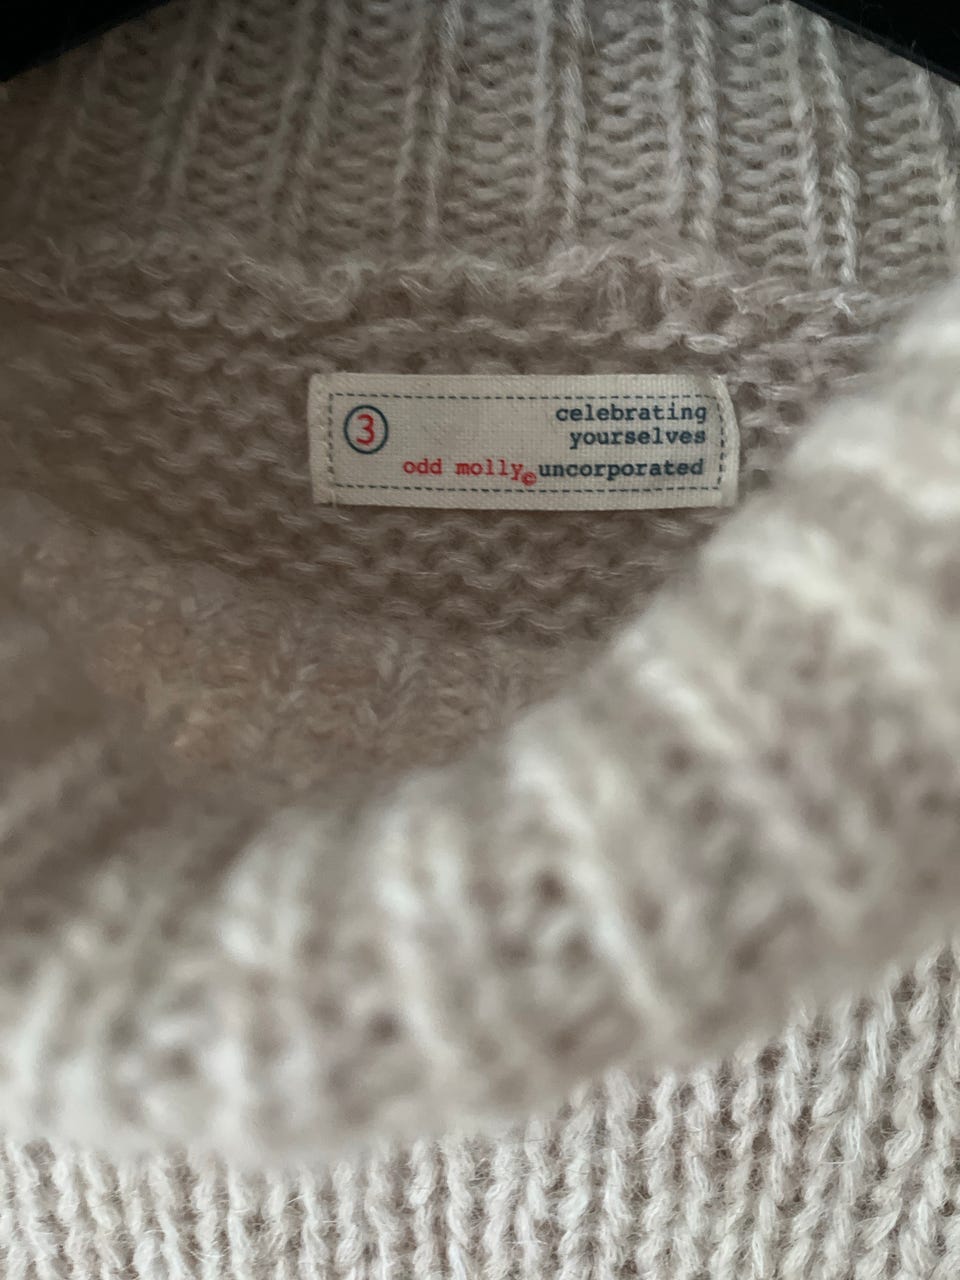 3
celebrating
yourselves
odd molly© uncorporated